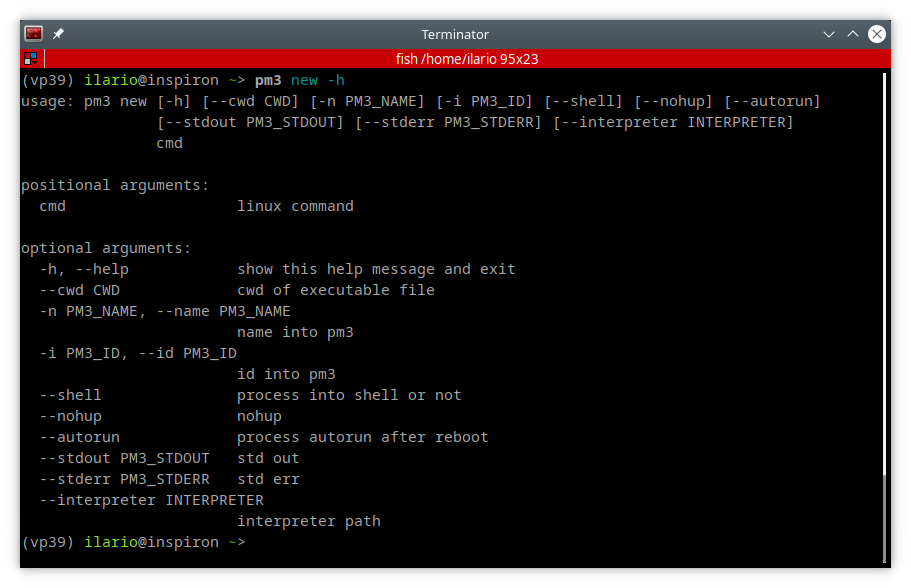 Terminator
fish /home/ilario 95x23
(vp39) ilario@inspiron ~> pm3 new -h
usage: pm3 new [-h] [--cwd CWD] [-n PM3_NAME] [-i PM3_ID] [--shell] [--nohup] [--autorun]
               [--stdout PM3_STDOUT] [--stderr PM3_STDERR] [--interpreter INTERPRETER]
               cmd

positional arguments:
  cmd                   linux command

optional arguments:
  -h, --help            show this help message and exit
  --cwd CWD             cwd of executable file
  -n PM3_NAME, --name PM3_NAME
                        name into pm3
  -i PM3_ID, --id PM3_ID
                        id into pm3
  --shell               process into shell or not
  --nohup               nohup
  --autorun             process autorun after reboot
  --stdout PM3_STDOUT   std out
  --stderr PM3_STDERR   std err
  --interpreter INTERPRETER
                        interpreter path
(vp39) ilario@inspiron ~>